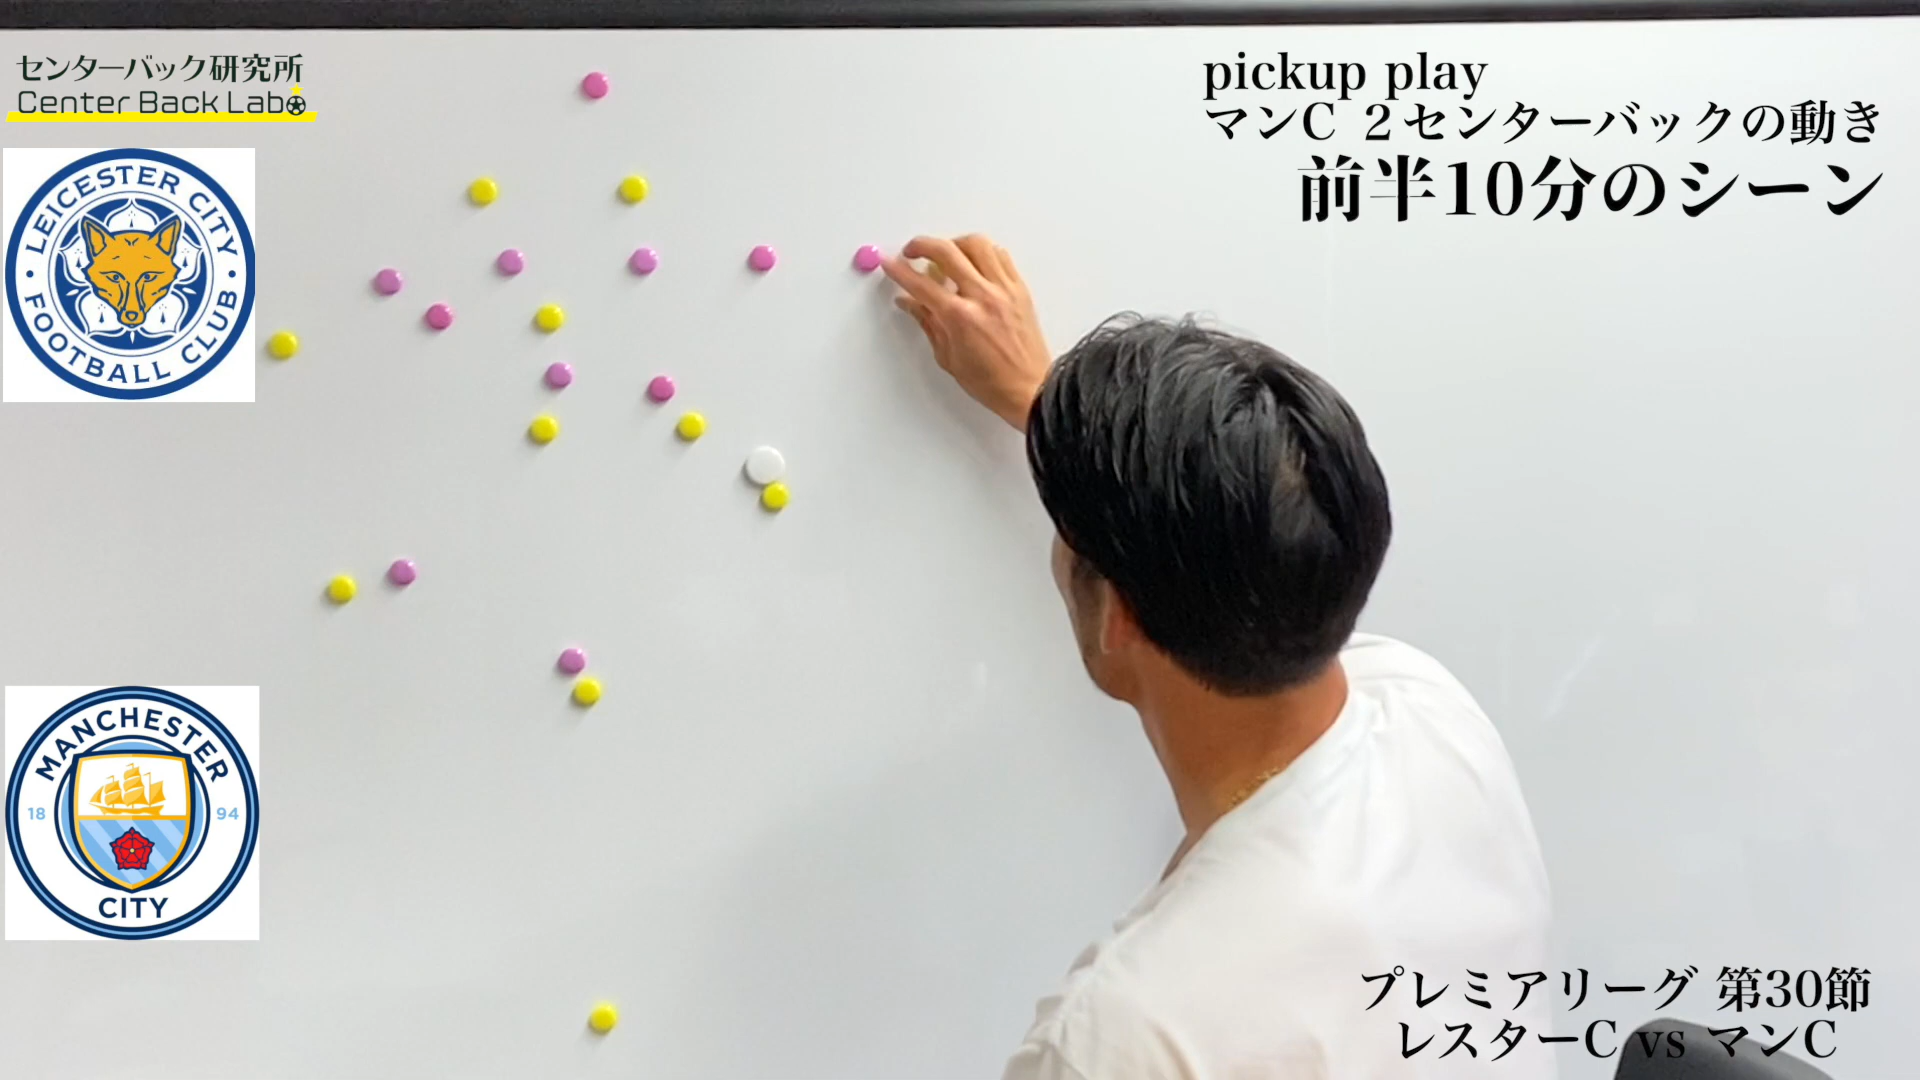 センターバック研究所
Center Back Labo
LEICESTER CITY
FOOTBALL CLUB
MANCHESTER
18 94
CITY
pickup play
マンC ２センターバックの動き
前半10分のシーン
プレミアリーグ 第30節
レスターC vs マンC